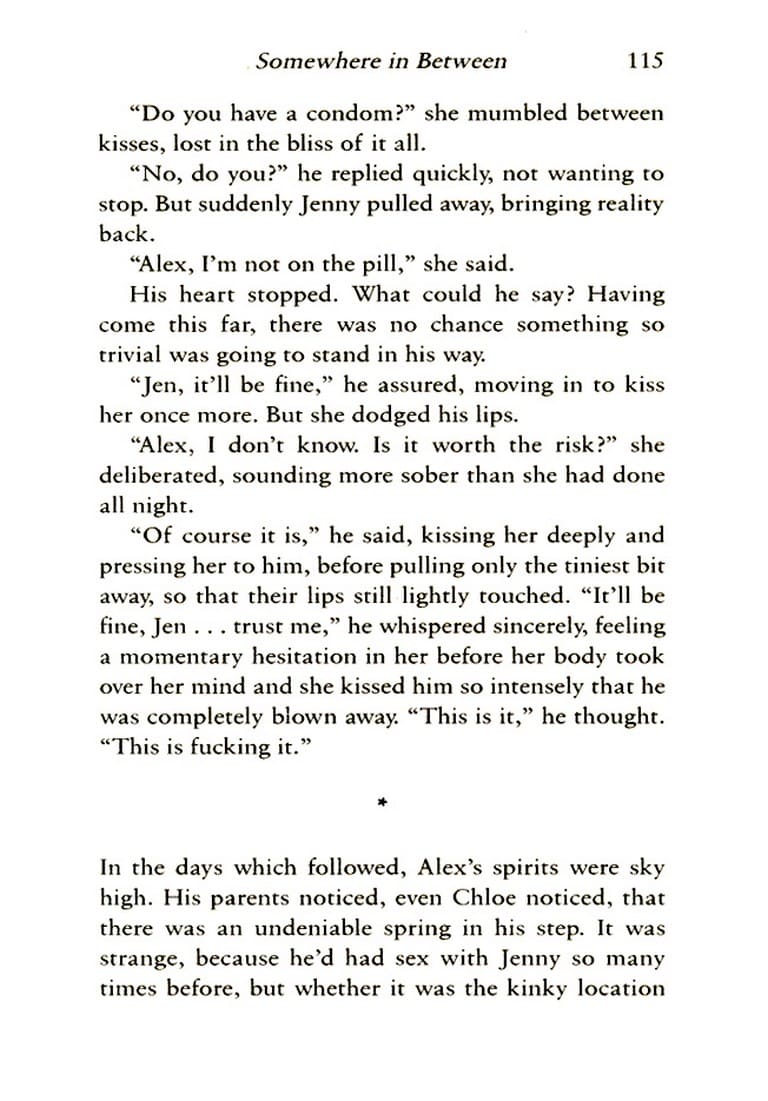 Somewhere in Between 115
“Do you have a condom?” she mumbled between
kisses, lost in the bliss of it all.
“No, do you?” he replied quickly, not wanting to
stop. But suddenly Jenny pulled away, bringing reality
back.
“Alex, I’m not on the pill,” she said.
His heart stopped. What could he say? Having
come this far, there was no chance something so
trivial was going to stand in his way.
“Jen, it’ll be fine,” he assured, moving in to kiss
her once more. But she dodged his lips.
“Alex, I don’t know. Is it worth the risk?” she
deliberated, sounding more sober than she had done
all night.
“Of course it is,” he said, kissing her deeply and
pressing her to him, before pulling only the tiniest bit
away, so that their lips still lightly touched. “It’ll be
fine, Jen . . . trust me,” he whispered sincerely, feeling
a momentary hesitation in her before her body took
over her mind and she kissed him so intensely that he
was completely blown away. “This is it,” he thought.
“This is fucking it.”
*
In the days which followed, Alex’s spirits were sky
high. His parents noticed, even Chloe noticed, that
there was an undeniable spring in his step. It was
strange, because he’d had sex with Jenny so many
times before, but whether it was the kinky location